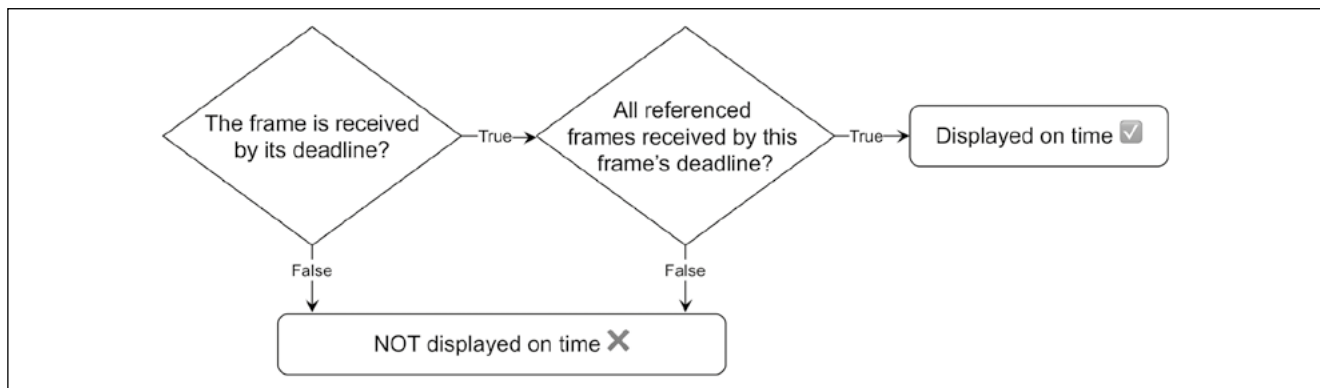 The frame is received
by its deadline?
True
All referenced
frames received by this
frame's deadline?
True
Displayed on time ☑
False
False
NOT displayed on time ❌